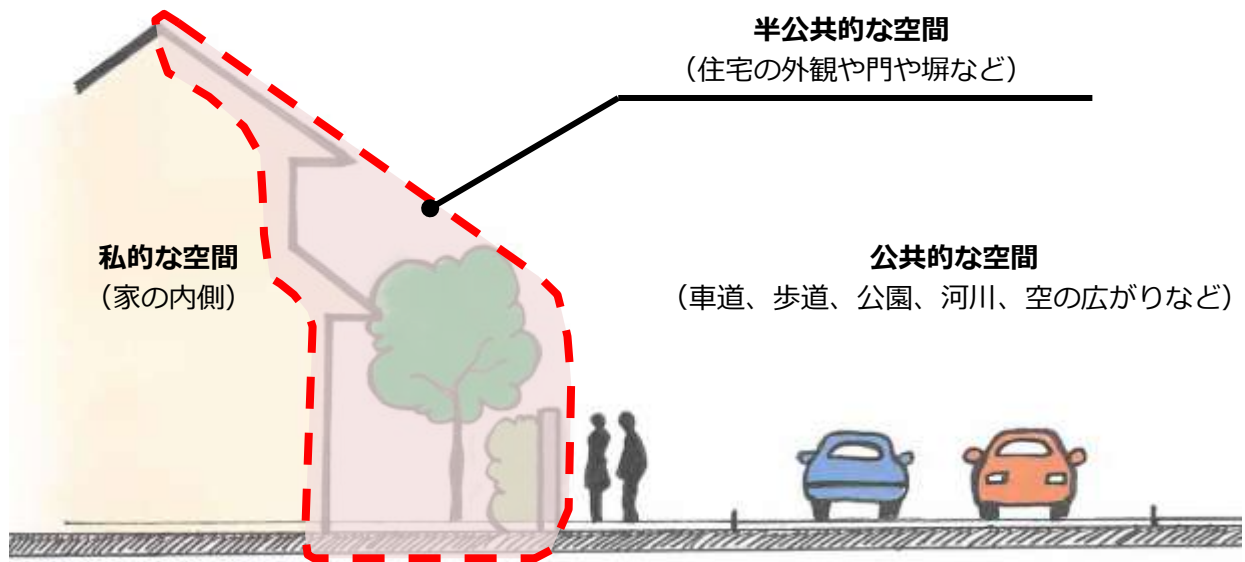 半公共的な空間
（住宅の外観や門や塀など）
私的な空間
（家の内側）
公共的な空間
（車道、歩道、公園、河川、空の広がりなど）